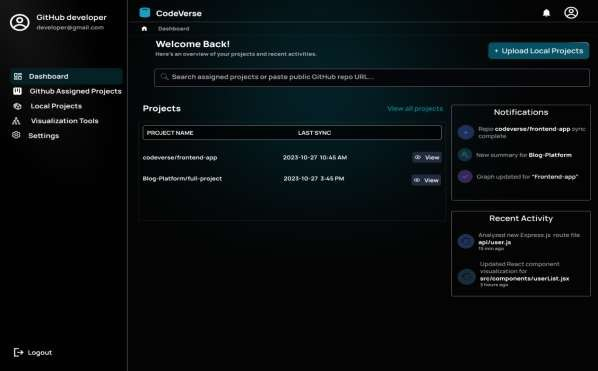 GitHub developer
developer@gmail.com
Dashboard
Github Assigned Projects
Local Projects
Visualization Tools
Settings
Logout
CodeVerse
Dashboard
Welcome Back!
Here's an overview of your projects and recent activities.
+ Upload Local Projects
Search assigned projects or paste public GitHub repo URL...
Projects
View all projects
PROJECT NAME LAST SYNC
codeverse/frontend-app 2023-10-27 10:45 AM View
Blog-Platform/full-project 2023-10-27 3:45 PM View
Notifications
Repo codeverse/frontend-app sync
complete
New summary for Blog-Platform
Graph updated for "Frontend-app"
Recent Activity
Analyzed new Express.js route file
api/user.js
15 min ago
Updated React component
visualization for
src/components/userList.jsx
3 hours ago